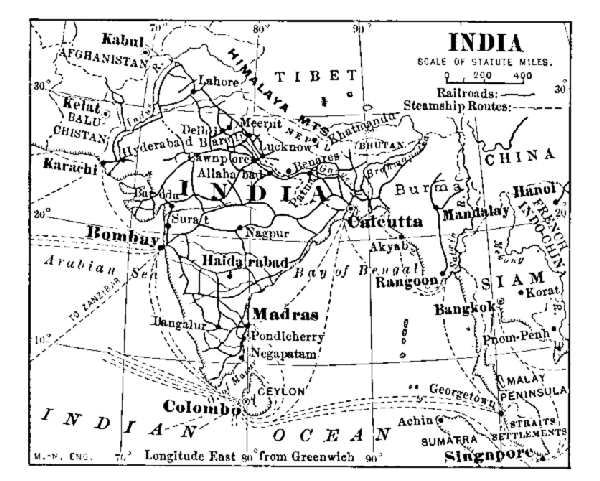 70°
80°
90°
Kabul
AFGHANISTAN
INDIA
SCALE OF STATUTE MILES.
0 200 400
Railroads:
Steamship Routes:
HIMALAYA MTS.
TIBET
30°
30°
Lahore
Kelat
BALU-
CHISTAN
Delhi
Meerut
Hyderabad
Lucknow
BHUTAN
CHINA
Cawnpore
Benares
Karachi
Allahabad
Patna
INDIA
Burma
Hanoi
Baroda
Surat
Calcutta
Mandalay
FRENCH
INDO-CHINA
20°
20°
Nagpur
Akyab
Bombay
Haidarabad
Bay of Bengal
Rangoon
Arabian Sea
SIAM
TO ZANZIBAR
Bangkok
Korat
Madras
Bangalur
Pondicherry
Pnom-Penh
10°
10°
Negapatam
MALAY
PENINSULA
CEYLON
Georgetown
Colombo
Achin
STRAITS
SETTLEMENTS
INDIAN OCEAN
SUMATRA
Singapore
M.-N. ENG.
70°
Longitude East 80° from Greenwich 90°